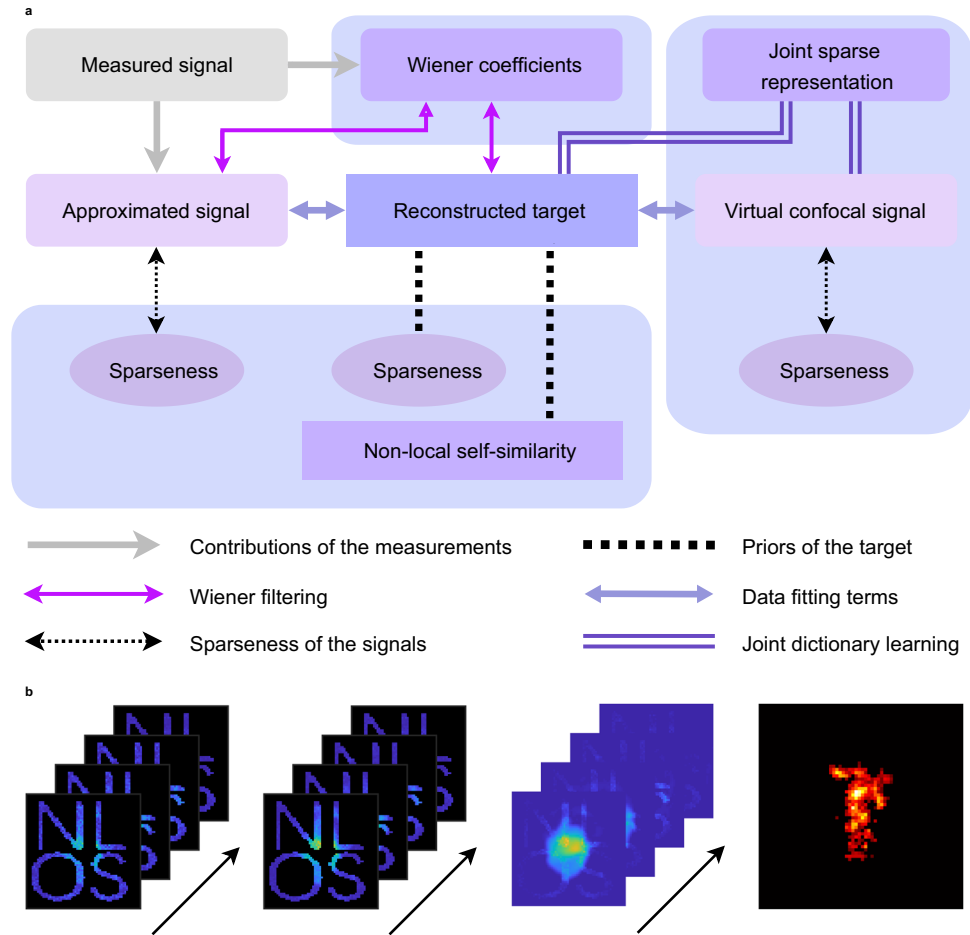 a
Measured signal
Wiener coefficients
Joint sparse
representation
Approximated signal
Reconstructed target
Virtual confocal signal
Sparseness
Sparseness
Sparseness
Non-local self-similarity
Contributions of the measurements
Priors of the target
Wiener filtering
Data fitting terms
Sparseness of the signals
Joint dictionary learning
b
NL
OS
NL
OS